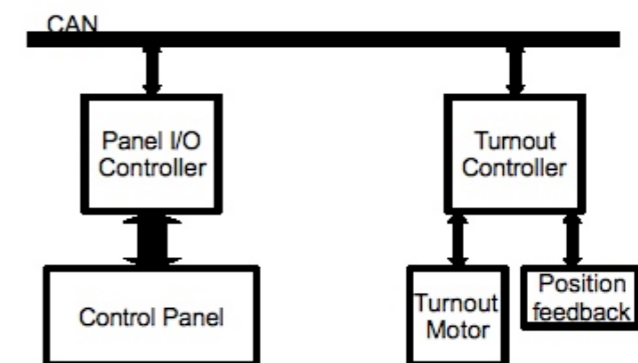 CAN
Panel I/O
Controller
Turnout
Controller
Control Panel
Turnout
Motor
Position
feedback